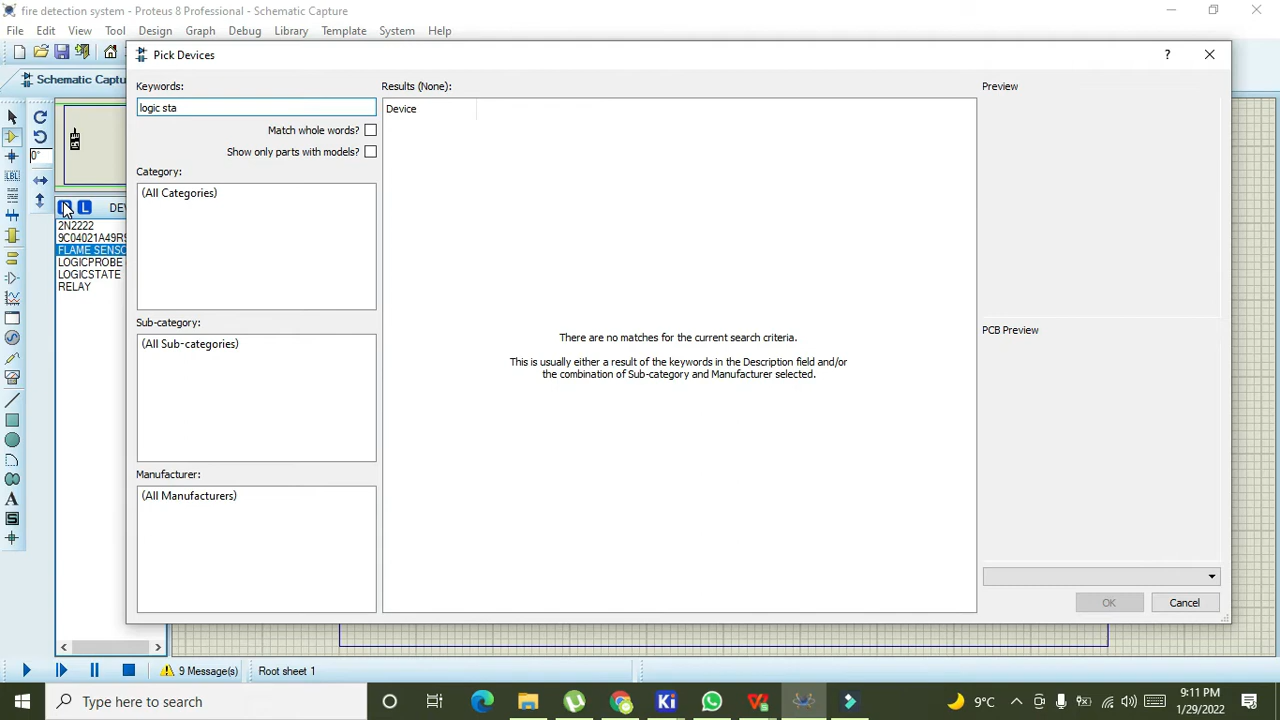 fire detection system - Proteus 8 Professional - Schematic Capture
File Edit View Tool Design Graph Debug Library Template System Help
Schematic Captu
Pick Devices
?
Keywords:
logic sta
Match whole words?
Show only parts with models?
Category:
(All Categories)
Sub-category:
(All Sub-categories)
Manufacturer:
(All Manufacturers)
Results (None):
Device
There are no matches for the current search criteria.
This is usually either a result of the keywords in the Description field and/or
the combination of Sub-category and Manufacturer selected.
Preview
PCB Preview
OK Cancel
0°
LBL
L DEV
2N2222
9C04021A49R9
FLAME SENSO
LOGICPROBE
LOGICSTATE
RELAY
A
S
9 Message(s) Root sheet 1
Type here to search
Ki
9°C
9:11 PM
1/29/2022